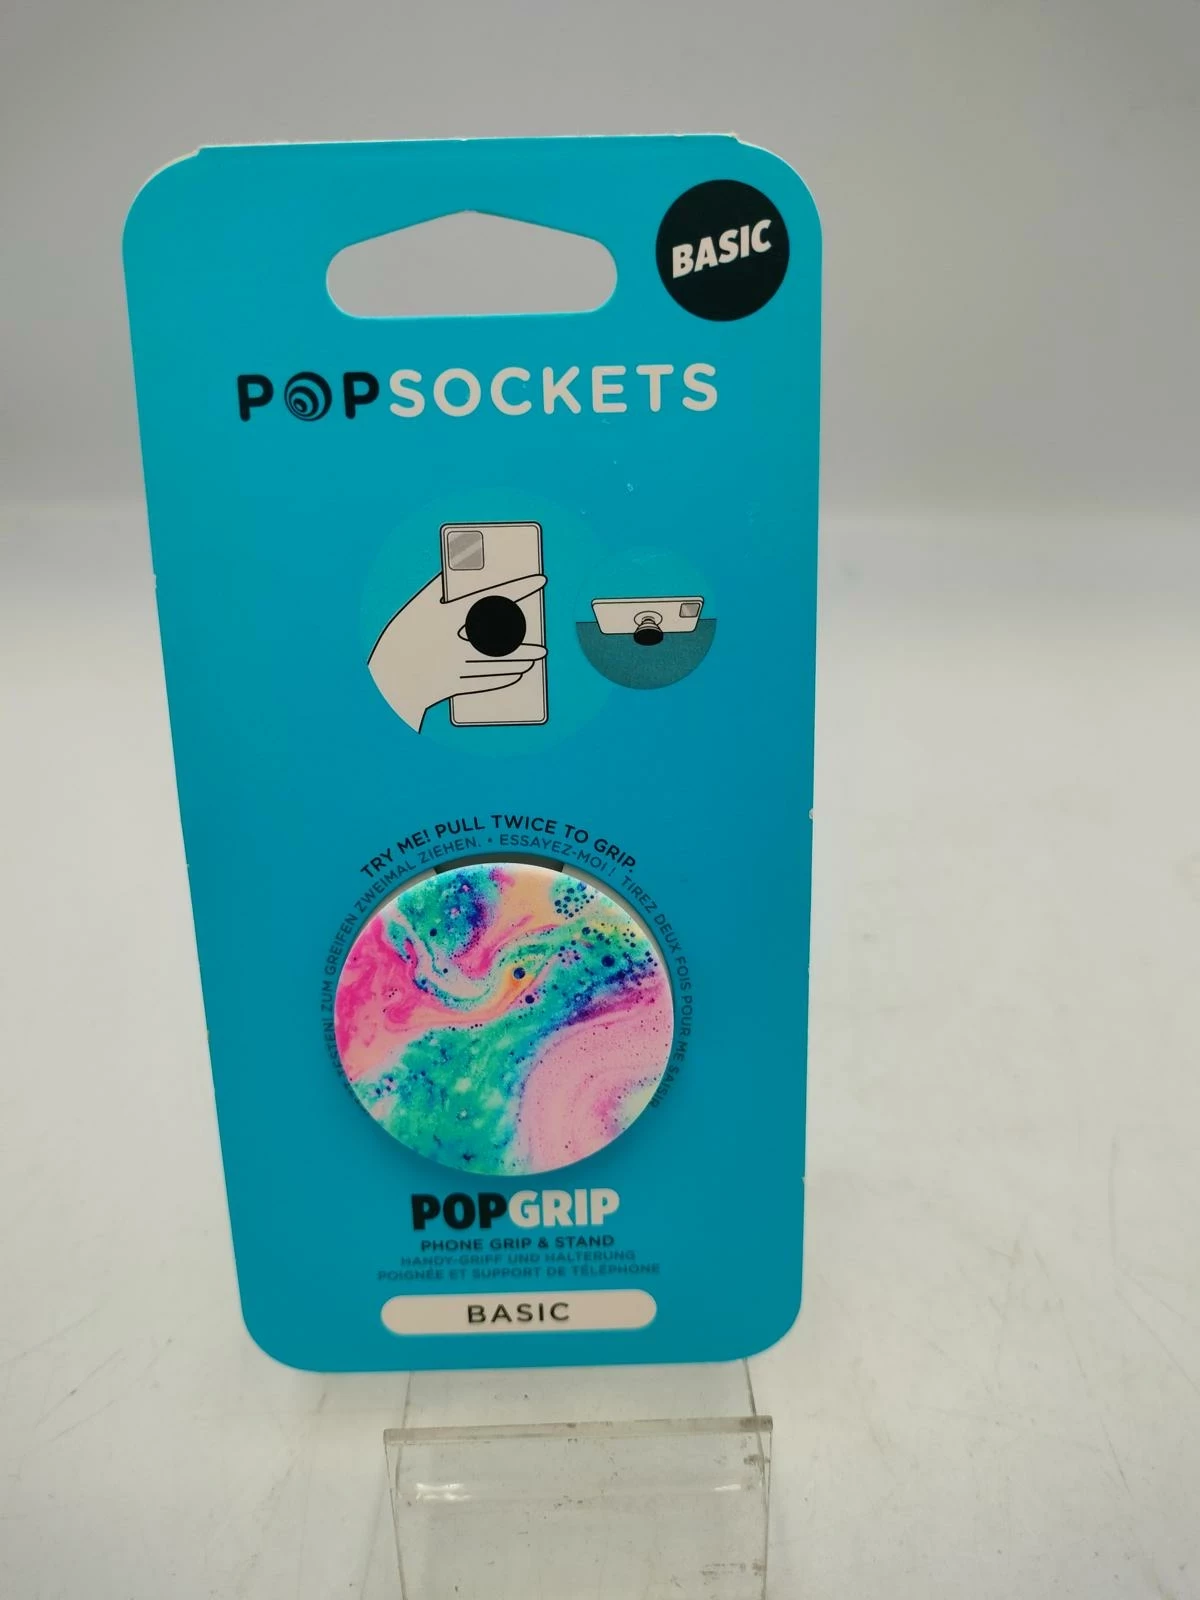 BASIC
POPSOCKETS
TRY ME! PULL TWICE TO GRIP.
TESTEN! ZUM GREIFEN ZWEIMAL ZIEHEN. • ESSAYEZ-MOI ! TIREZ DEUX FOIS POUR ME SAISIR
POPGRIP
PHONE GRIP & STAND
HANDY-GRIFF UND HALTERUNG
POIGNÉE ET SUPPORT DE TÉLÉPHONE
BASIC